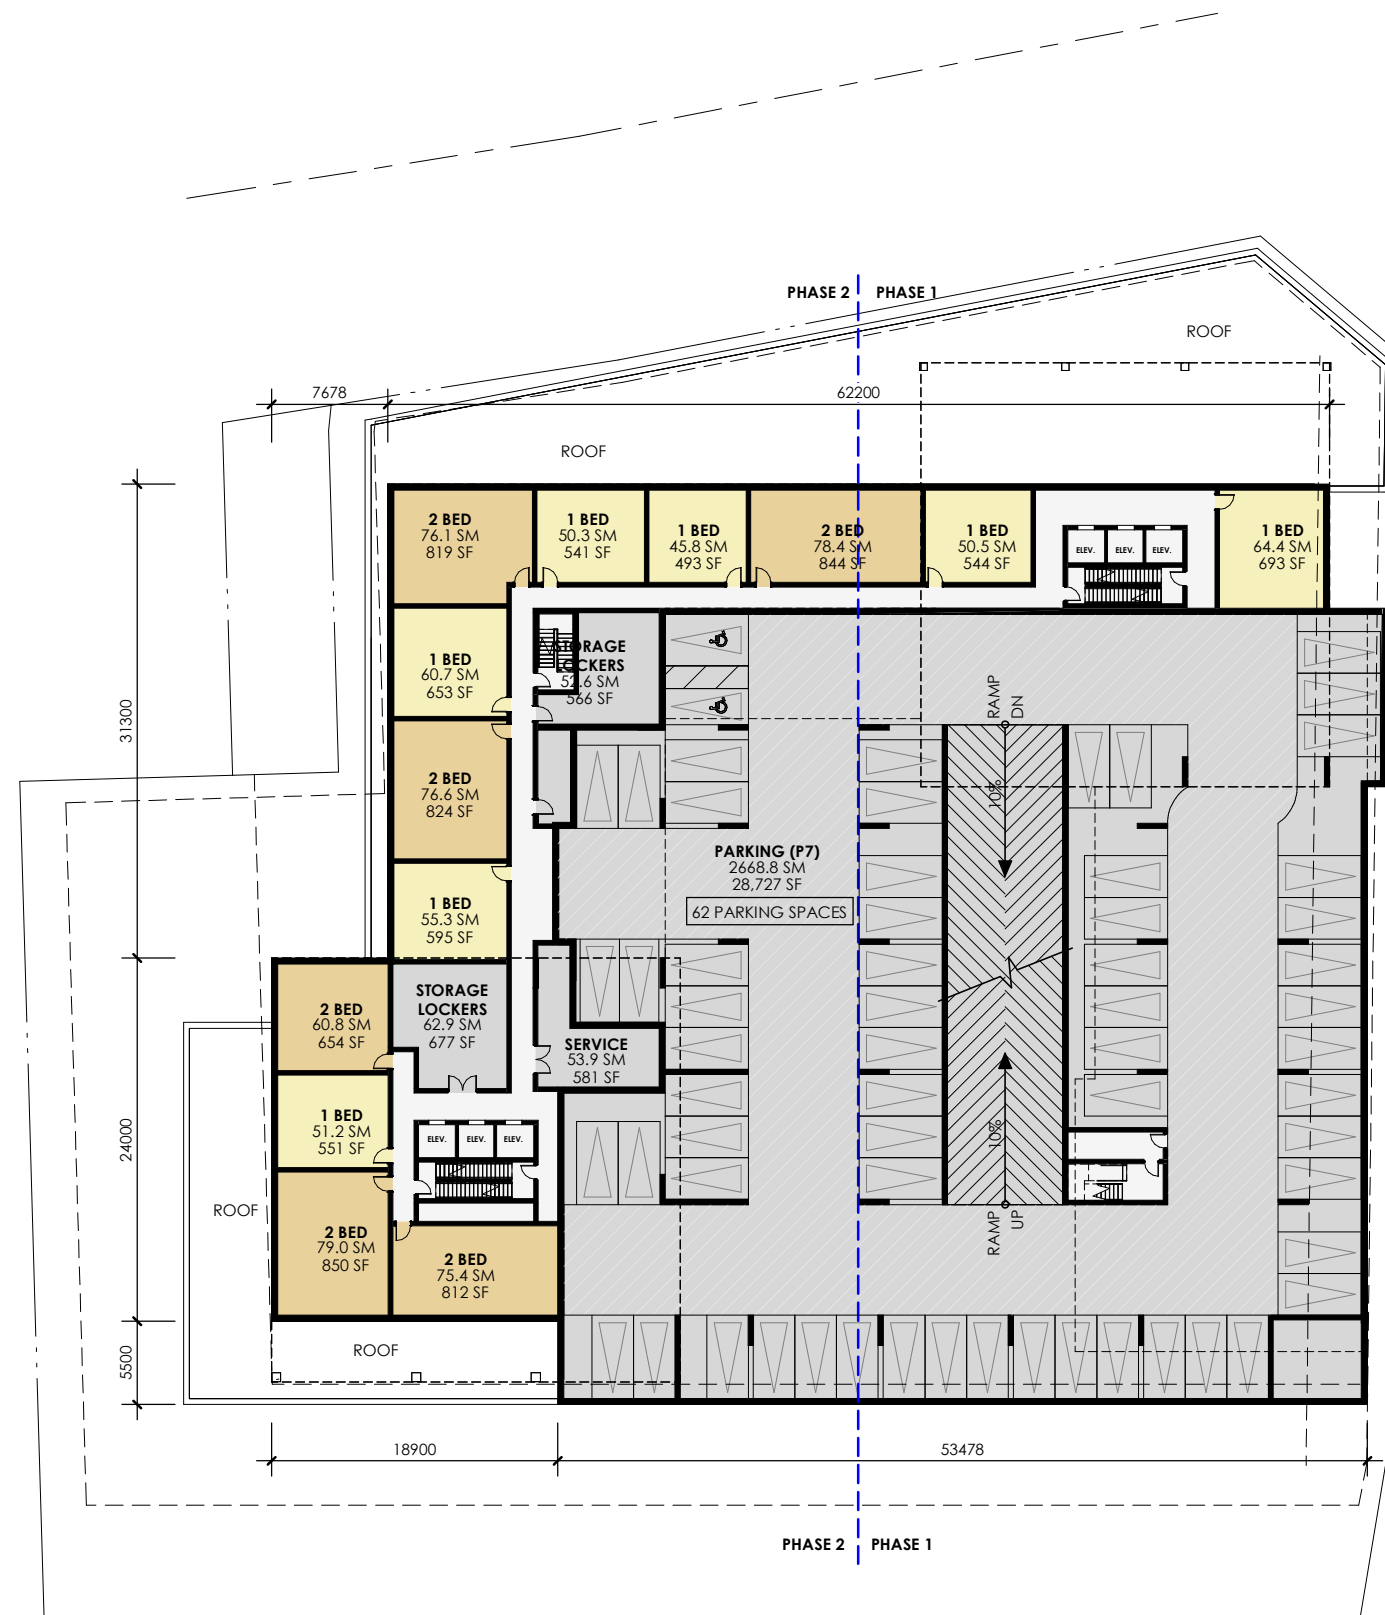 PHASE 2
PHASE 1
ROOF
7678
62200
ROOF
2 BED
76.1 SM
819 SF
1 BED
50.3 SM
541 SF
1 BED
45.8 SM
493 SF
2 BED
78.4 SM
844 SF
1 BED
50.5 SM
544 SF
ELEV.
ELEV.
ELEV.
1 BED
64.4 SM
693 SF
STORAGE
LOCKERS
52.6 SM
566 SF
1 BED
60.7 SM
653 SF
31300
RAMP
DN
10%
2 BED
76.6 SM
824 SF
PARKING (P7)
2668.8 SM
28,727 SF
62 PARKING SPACES
1 BED
55.3 SM
595 SF
STORAGE
LOCKERS
62.9 SM
677 SF
2 BED
60.8 SM
654 SF
SERVICE
53.9 SM
581 SF
1 BED
51.2 SM
551 SF
24000
ELEV.
ELEV.
ELEV.
10%
RAMP
UP
ROOF
2 BED
79.0 SM
850 SF
2 BED
75.4 SM
812 SF
ROOF
5500
18900
53478
PHASE 2
PHASE 1